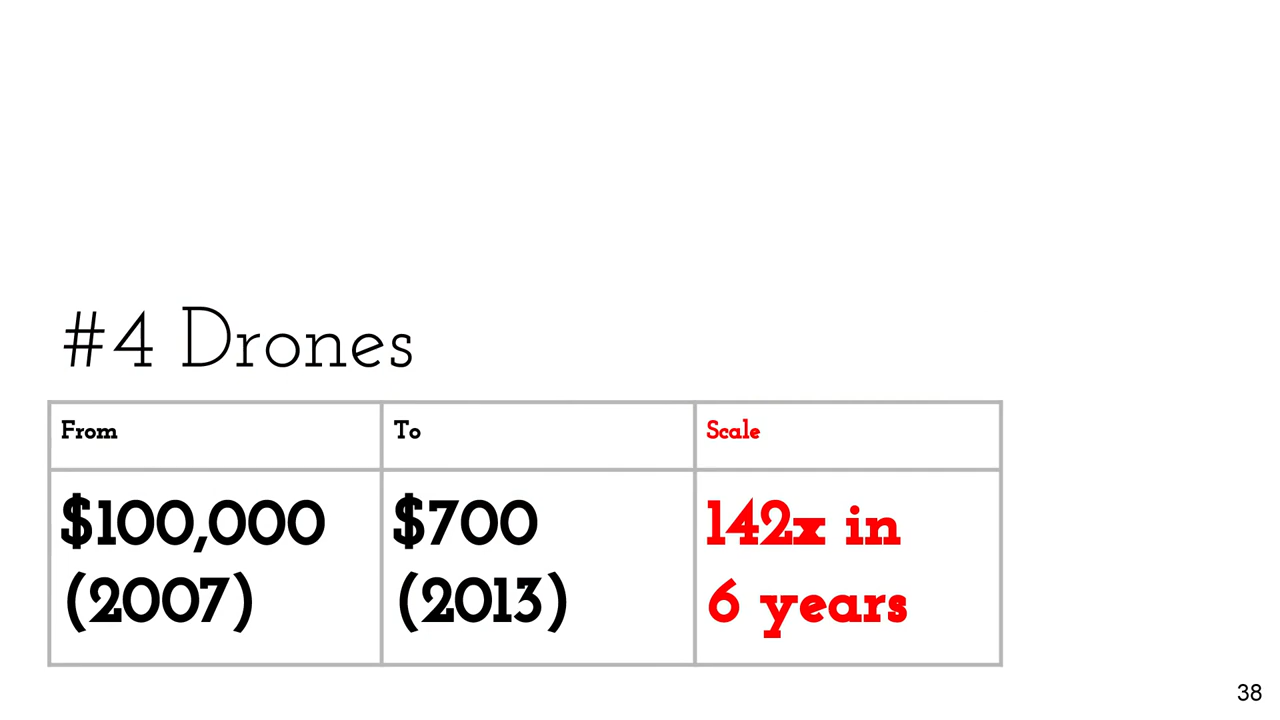 #4 Drones
From
To
Scale
$100,000
(2007)
$700
(2013)
142x in
6 years
38